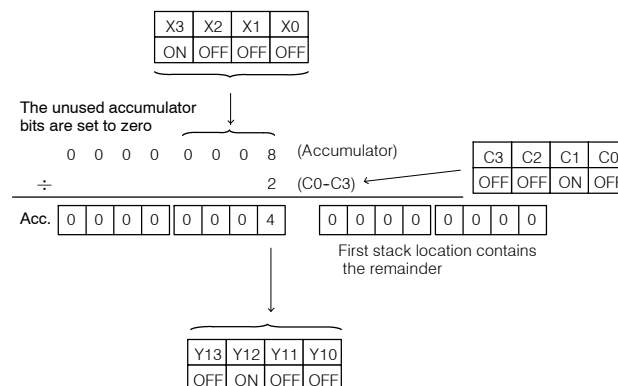 X3 X2 X1 X0
ON OFF OFF OFF
The unused accumulator
bits are set to zero
0 0 0 0 0 0 0 8 (Accumulator)
C3 C2 C1 C0
÷ 2 (C0-C3)
OFF OFF ON OFF
Acc. 0 0 0 0 0 0 0 4 0 0 0 0 0 0 0 0
First stack location contains
the remainder
Y13 Y12 Y11 Y10
OFF ON OFF OFF